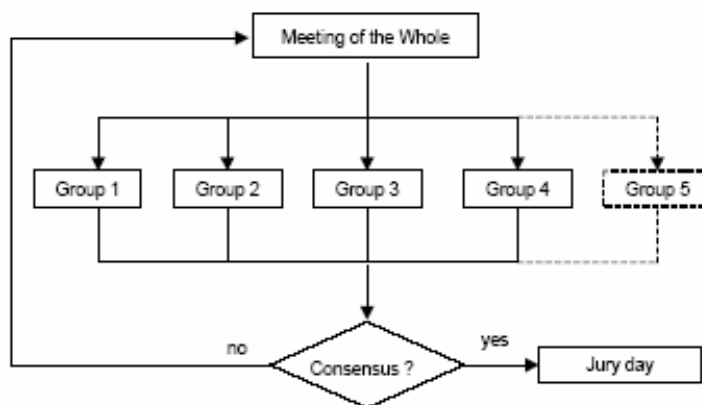 Meeting of the Whole
Group 1
Group 2
Group 3
Group 4
Group 5
no
Consensus ?
yes
Jury day